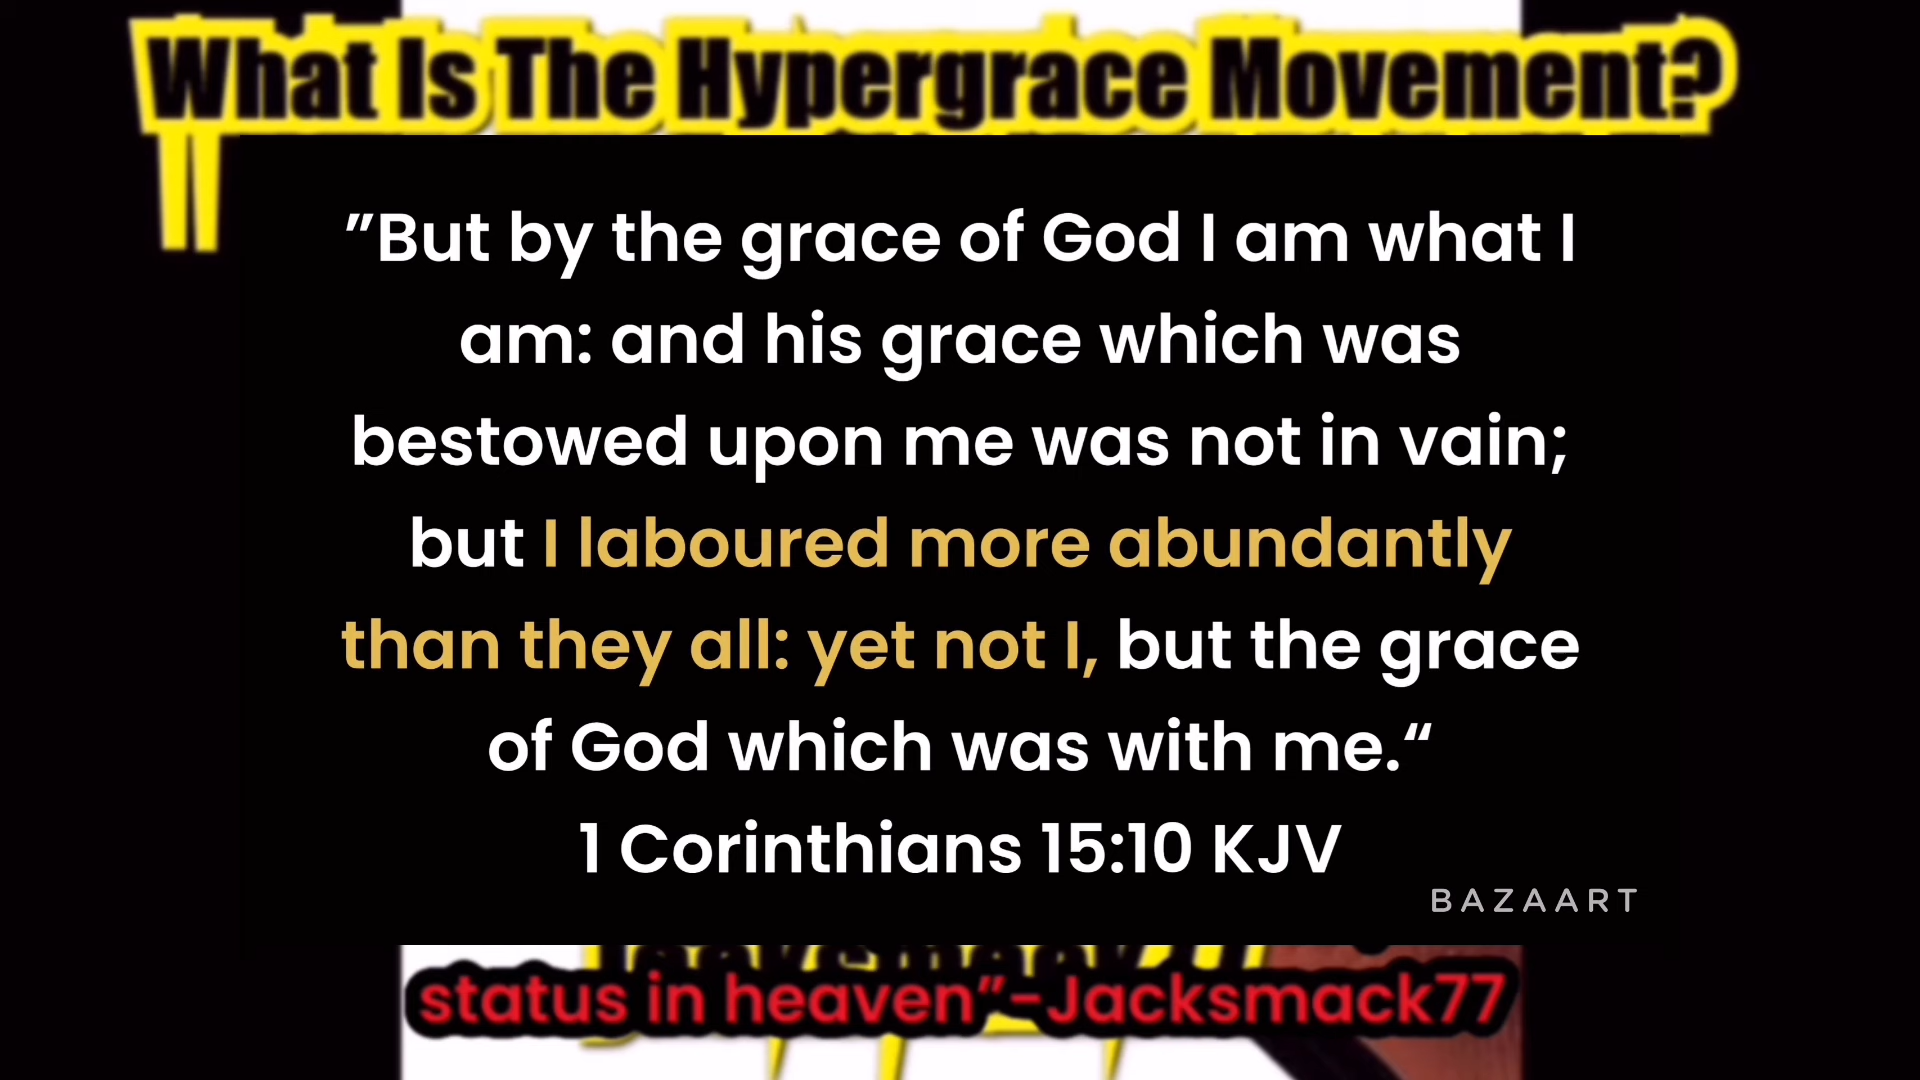 What Is The Hypergrace Movement?
”But by the grace of God I am what I
am: and his grace which was
bestowed upon me was not in vain;
but I laboured more abundantly
than they all: yet not I, but the grace
of God which was with me.“
1 Corinthians 15:10 KJV
BAZAART
status in heaven”-Jacksmack77